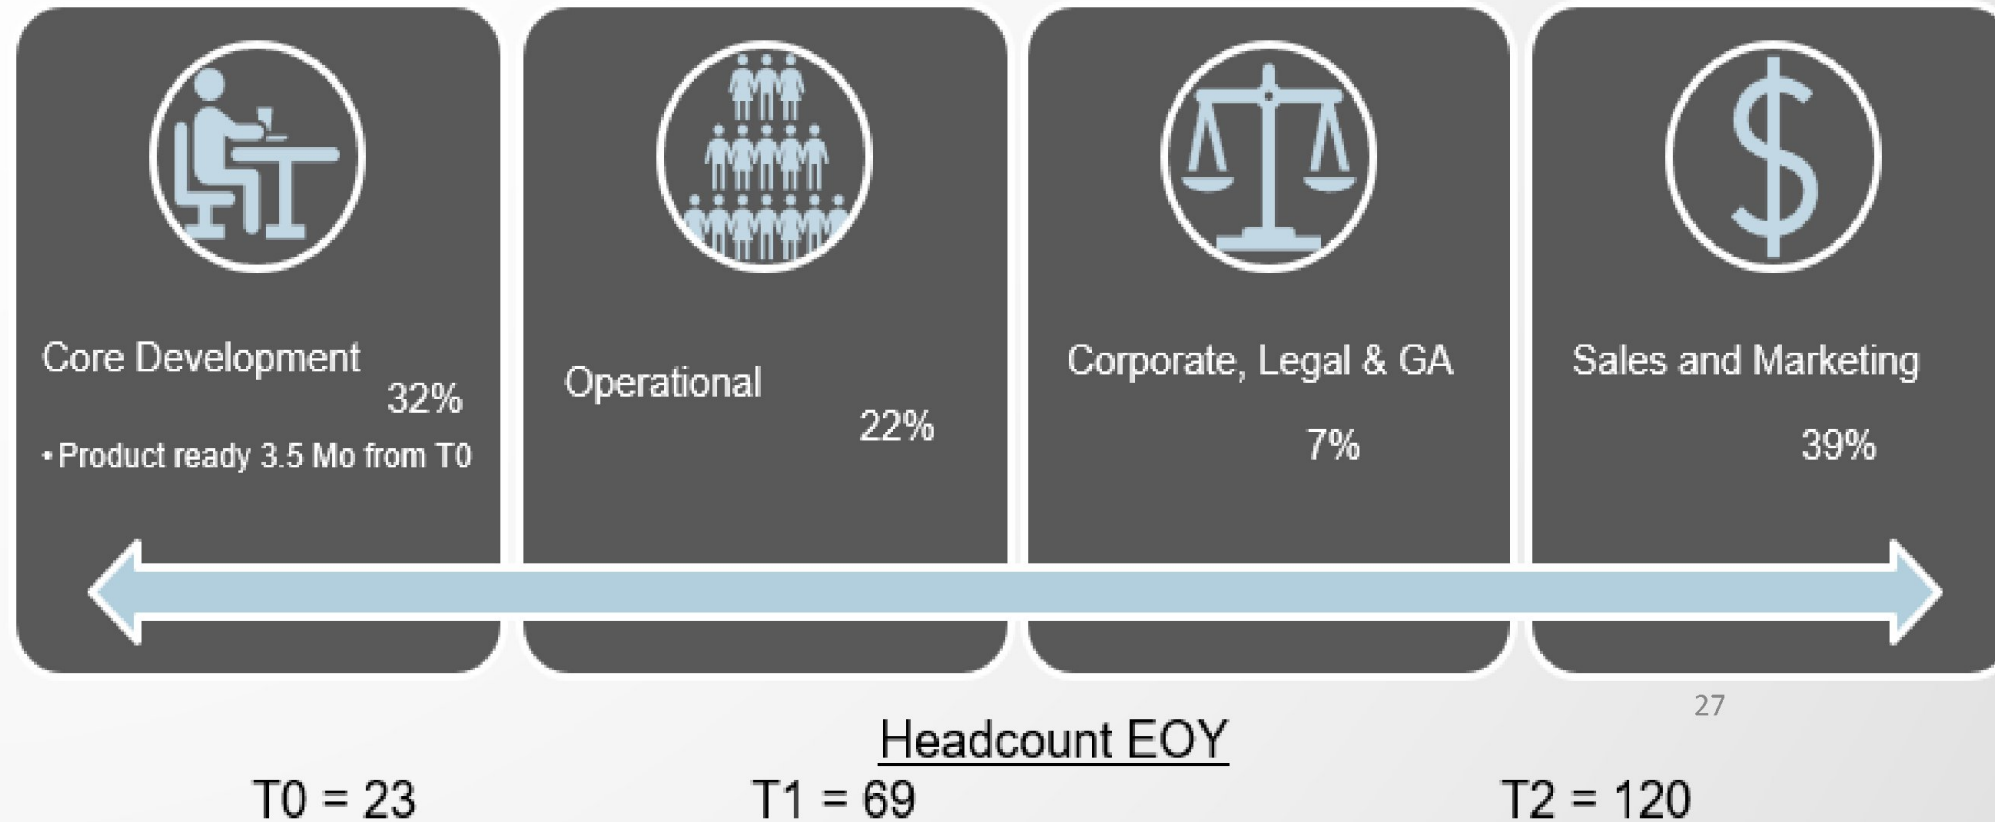 Core Development
32%
• Product ready 3.5 Mo from T0
Operational
22%
Corporate, Legal & GA
7%
Sales and Marketing
39%
27
Headcount EOY
T0 = 23
T1 = 69
T2 = 120